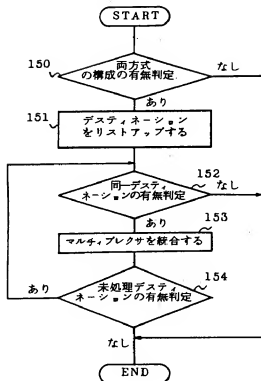 START
150
両方式
の構成の有無判定
なし
あり
151
デスティネーション
をリストアップする
152
同一デスティ
ネーションの有無判定
なし
あり
153
マルチプレクサを統合する
154
あり
未処理デスティ
ネーションの有無判定
なし
END